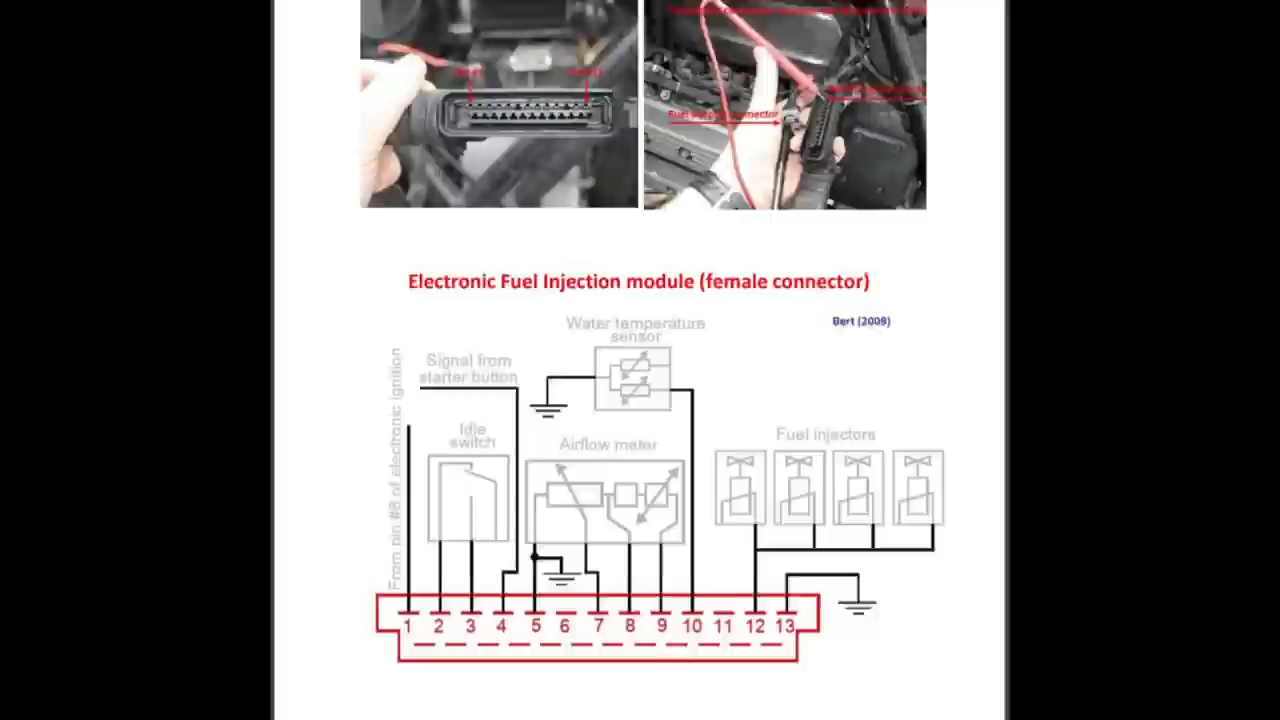 Fuel
Electronic Fuel Injection module (female connector)
Bert (2009)
Water temperature
sensor
Signal from
starter button
From pin #8 of electronic ignition
Idle
switch
Airflow meter
Fuel injectors
1 2 3 4 5 6 7 8 9 10 11 12 13